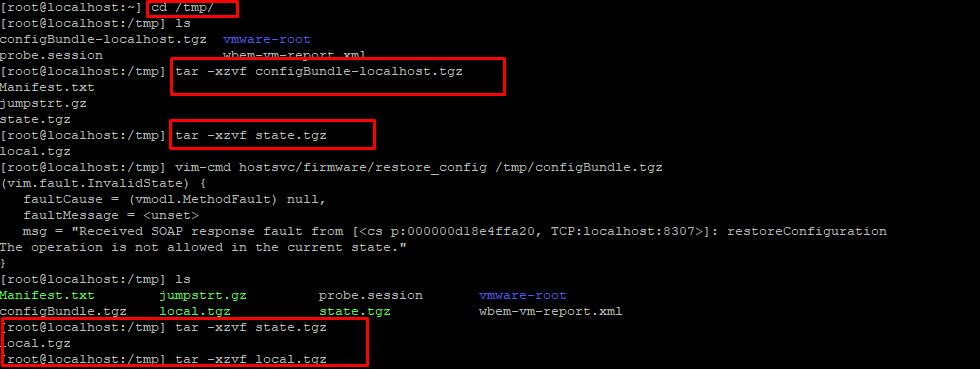 [root@localhost:~] cd /tmp/
[root@localhost:/tmp] ls
configBundle-localhost.tgz  vmware-root
probe.session               wbem-vm-report.xml
[root@localhost:/tmp] tar -xzvf configBundle-localhost.tgz
Manifest.txt
jumpstrt.gz
state.tgz
[root@localhost:/tmp] tar -xzvf state.tgz
local.tgz
[root@localhost:/tmp] vim-cmd hostsvc/firmware/restore_config /tmp/configBundle.tgz
(vim.fault.InvalidState) {
   faultCause = (vmodl.MethodFault) null,
   faultMessage = <unset>
   msg = "Received SOAP response fault from [<cs p:000000d18e4ffa20, TCP:localhost:8307>]: restoreConfiguration
The operation is not allowed in the current state."
}
[root@localhost:/tmp] ls
Manifest.txt        jumpstrt.gz         probe.session       vmware-root
configBundle.tgz    local.tgz           state.tgz           wbem-vm-report.xml
[root@localhost:/tmp] tar -xzvf state.tgz
local.tgz
[root@localhost:/tmp] tar -xzvf local.tgz